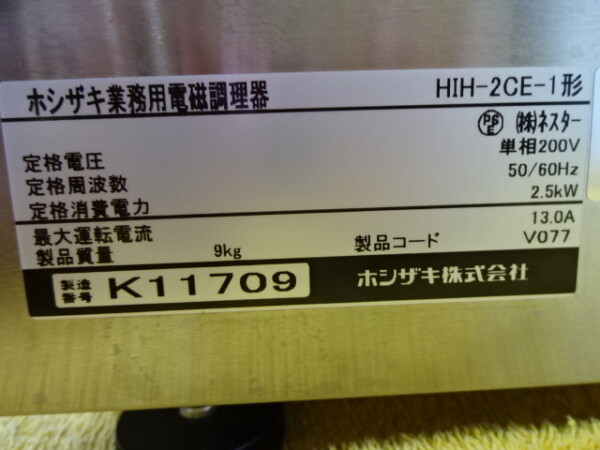 ホシザキ業務用電磁調理器 HIH-2CE-1形
PSE (株)ネスター
定格電圧 単相200V
定格周波数 50/60Hz
定格消費電力 2.5kW
最大運転電流 13.0A
製品質量 9kg 製品コード V077
製造番号 K11709 ホシザキ株式会社